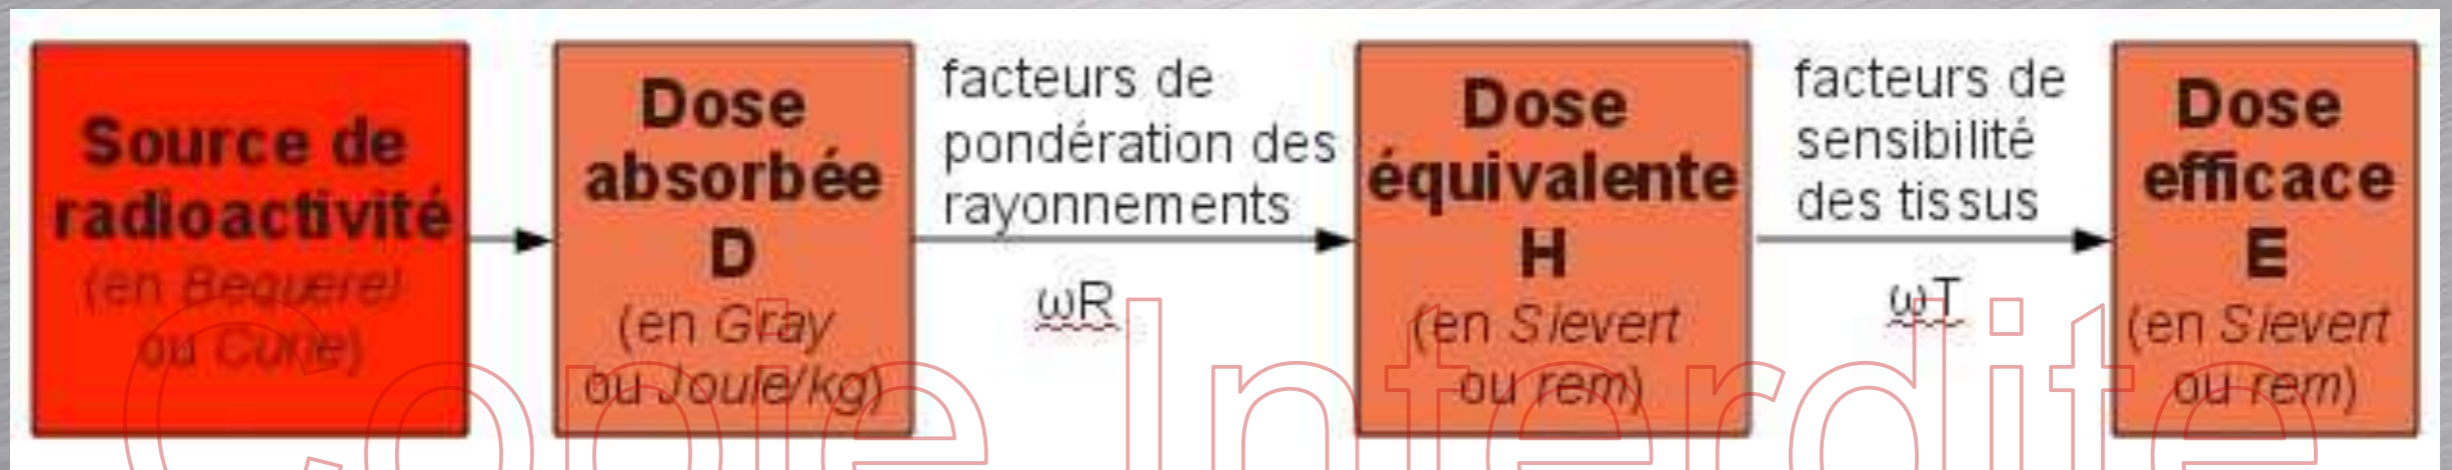 Source de
radioactivité
(en Bequerel
ou Curie)
Dose
absorbée
D
(en Gray
ou Joule/kg)
facteurs de
pondération des
rayonnements
ωR
Dose
équivalente
H
(en Sievert
ou rem)
facteurs de
sensibilité
des tissus
ωT
Dose
efficace
E
(en Sievert
ou rem)
Copie Interdite